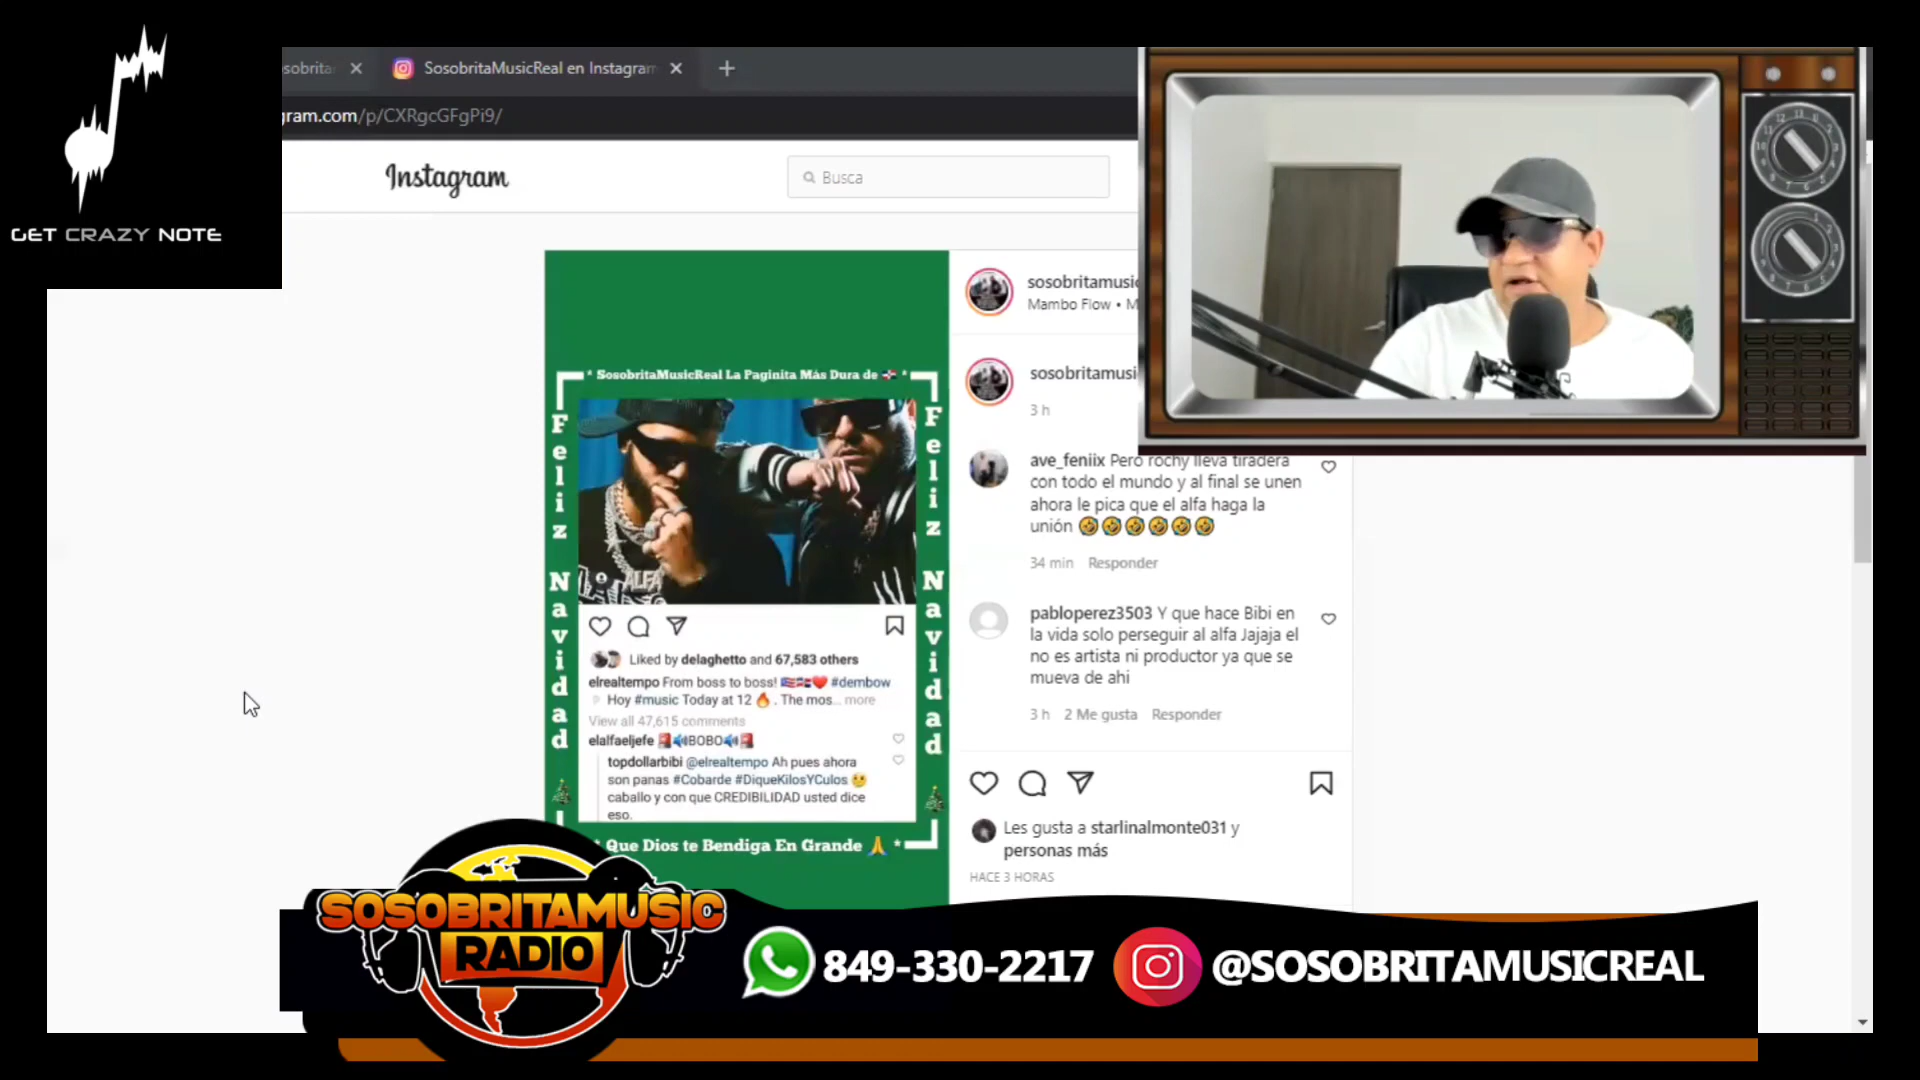 GET CRAZY NOTE
sobrita
SosobritaMusicReal en Instagram
gram.com/p/CXRgcGFgPi9/
Instagram
Busca
* SosobritaMusicReal La Paginita Más Dura de 🇩🇴 *
Feliz Navidad
Feliz Navidad
ALFA
Liked by delaghetto and 67,583 others
elrealtempo From boss to boss! 🇵🇷🇩🇴❤️ #dembow
Hoy #music Today at 12 🔥 . The mos... more
View all 47,615 comments
elalfaeljefe 🚨🔊BOBO🔊🚨
topdollarbibi @elrealtempo Ah pues ahora
son panas #Cobarde #DiqueKilosYCulos 🤨
caballo y con que CREDIBILIDAD usted dice
eso.
* Que Dios te Bendiga En Grande 🙏 *
sosobritamusic
Mambo Flow • M
sosobritamusi
3 h
ave_feniix Pero rochy lleva tiradera
con todo el mundo y al final se unen
ahora le pica que el alfa haga la
unión 🤣🤣🤣🤣🤣🤣
34 min Responder
pabloperez3503 Y que hace Bibi en
la vida solo perseguir al alfa Jajaja el
no es artista ni productor ya que se
mueva de ahi
3 h 2 Me gusta Responder
Les gusta a starlinalmonte031 y
personas más
HACE 3 HORAS
SOSOBRITAMUSIC
RADIO
849-330-2217
@SOSOBRITAMUSICREAL